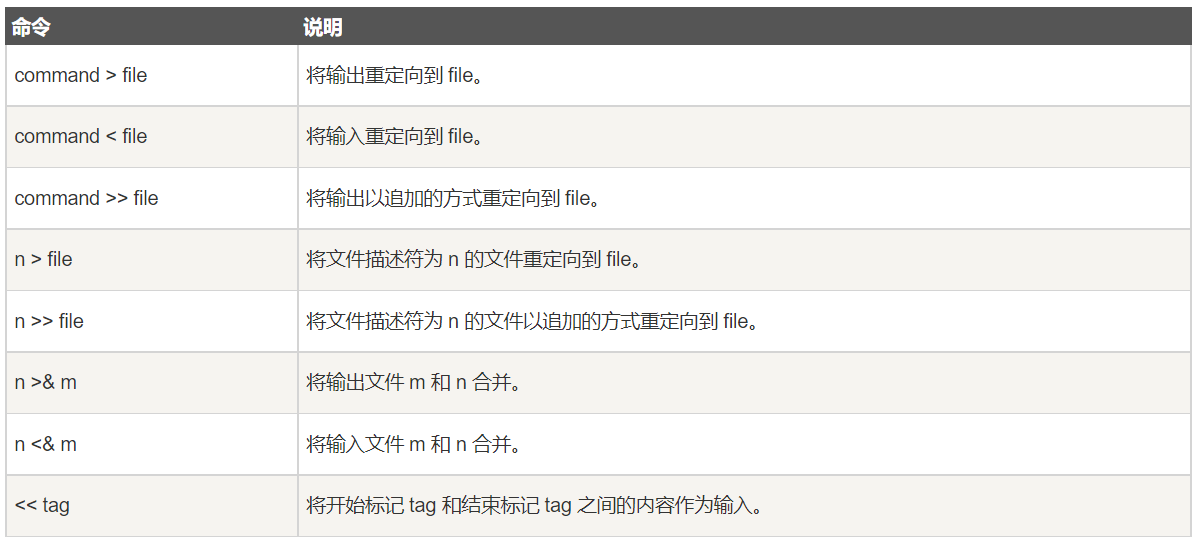 命令 说明
command > file 将输出重定向到 file。
command < file 将输入重定向到 file。
command >> file 将输出以追加的方式重定向到 file。
n > file 将文件描述符为 n 的文件重定向到 file。
n >> file 将文件描述符为 n 的文件以追加的方式重定向到 file。
n >& m 将输出文件 m 和 n 合并。
n <& m 将输入文件 m 和 n 合并。
<< tag 将开始标记 tag 和结束标记 tag 之间的内容作为输入。